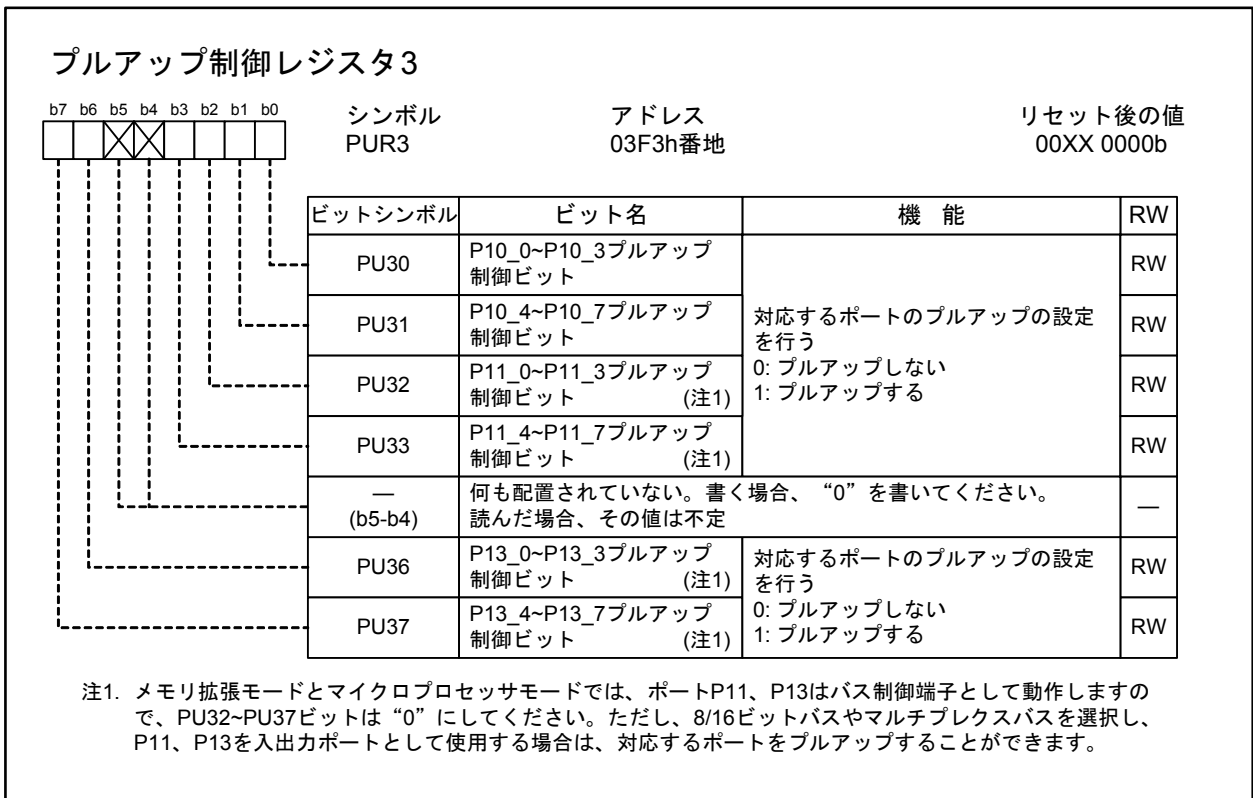 プルアップ制御レジスタ3
b7 b6 b5 b4 b3 b2 b1 b0
シンボル アドレス リセット後の値
PUR3 03F3h番地 00XX 0000b
ビットシンボル ビット名 機 能 RW
PU30 P10_0~P10_3プルアップ
制御ビット RW
PU31 P10_4~P10_7プルアップ
制御ビット RW
対応するポートのプルアップの設定
を行う
0: プルアップしない
1: プルアップする
PU32 P11_0~P11_3プルアップ
制御ビット (注1) RW
PU33 P11_4~P11_7プルアップ
制御ビット (注1) RW
—
(b5-b4)
何も配置されていない。書く場合、“0”を書いてください。
読んだ場合、その値は不定
—
PU36 P13_0~P13_3プルアップ
制御ビット (注1) RW
対応するポートのプルアップの設定
を行う
0: プルアップしない
1: プルアップする
PU37 P13_4~P13_7プルアップ
制御ビット (注1) RW
注1. メモリ拡張モードとマイクロプロセッサモードでは、ポートP11、P13はバス制御端子として動作しますの
で、PU32~PU37ビットは“0”にしてください。ただし、8/16ビットバスやマルチプレクスバスを選択し、
P11、P13を入出力ポートとして使用する場合は、対応するポートをプルアップすることができます。